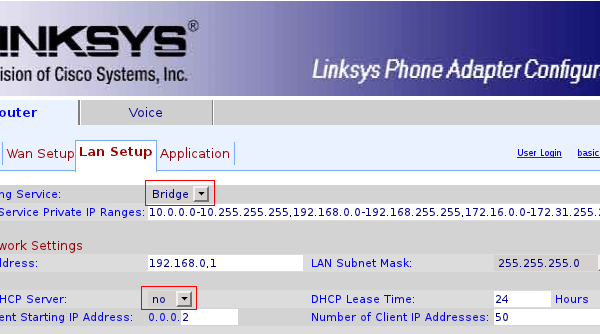 INKSYS®
ision of Cisco Systems, Inc.
Linksys Phone Adapter Configur
outer Voice
Wan Setup Lan Setup Application User Login basic
ng Service: Bridge
Service Private IP Ranges: 10.0.0.0-10.255.255.255,192.168.0.0-192.168.255.255,172.16.0.0-172.31.255.
work Settings
ddress: 192.168.0,1 LAN Subnet Mask: 255.255.255.0
HCP Server: no DHCP Lease Time: 24 Hours
ent Starting IP Address: 0.0.0.2 Number of Client IP Addresses: 50